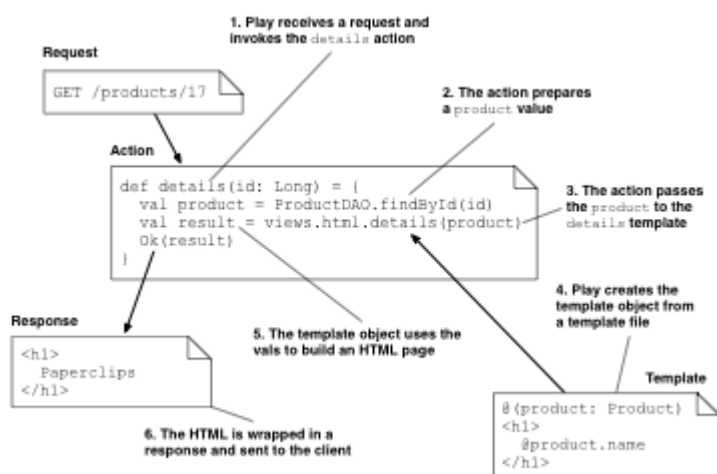 1. Play receives a request and
invokes the details action
Request
GET /products/17
2. The action prepares
a product value
Action
def details(id: Long) = {
val product = ProductDAO.findById(id)
val result = views.html.details(product)
Ok(result)
}
3. The action passes
the product to the
details template
4. Play creates the
template object from
a template file
Response
<h1>
Paperclips
</h1>
5. The template object uses the
vals to build an HTML page
Template
@(product: Product)
<h1>
@product.name
</h1>
6. The HTML is wrapped in a
response and sent to the client